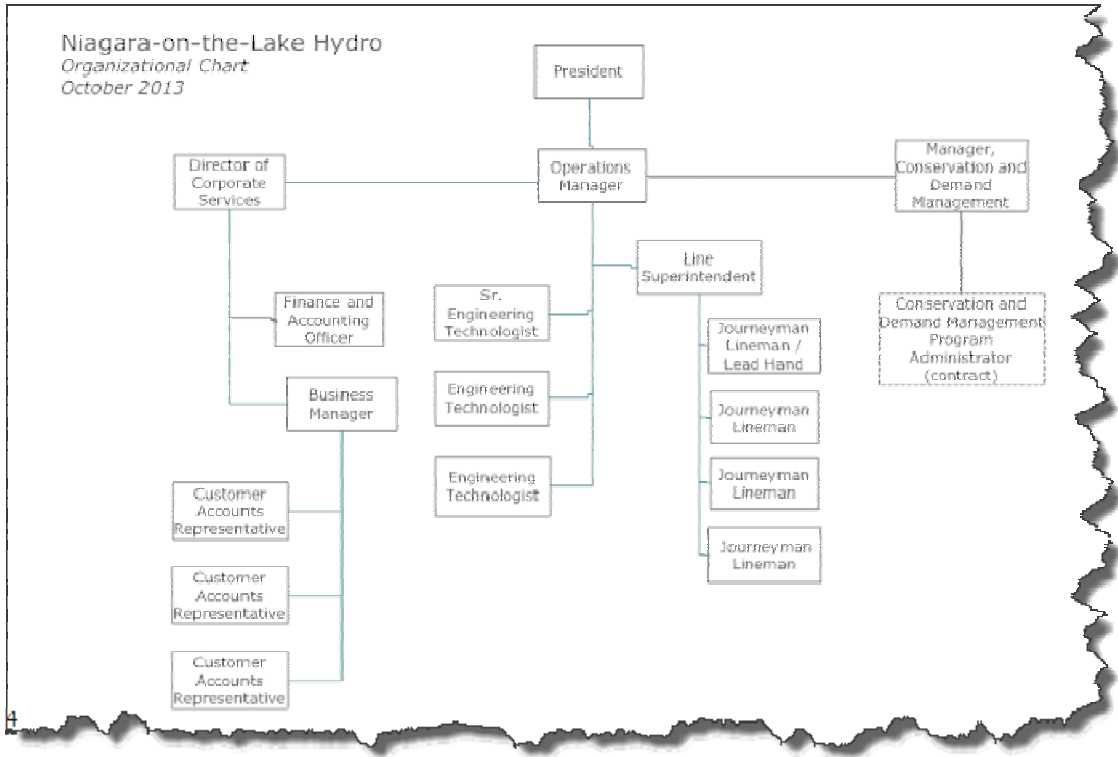 Niagara-on-the-Lake Hydro
Organizational Chart
October 2013
President
Director of
Corporate
Services
Operations
Manager
Manager,
Conservation and
Demand
Management
Line
Superintendent
Finance and
Accounting
Officer
Sr.
Engineering
Technologist
Journeyman
Lineman /
Lead Hand
Conservation and
Demand Management
Program
Administrator
(contract)
Business
Manager
Engineering
Technologist
Journeyman
Lineman
Engineering
Technologist
Journeyman
Lineman
Customer
Accounts
Representative
Journeyman
Lineman
Customer
Accounts
Representative
Customer
Accounts
Representative
4